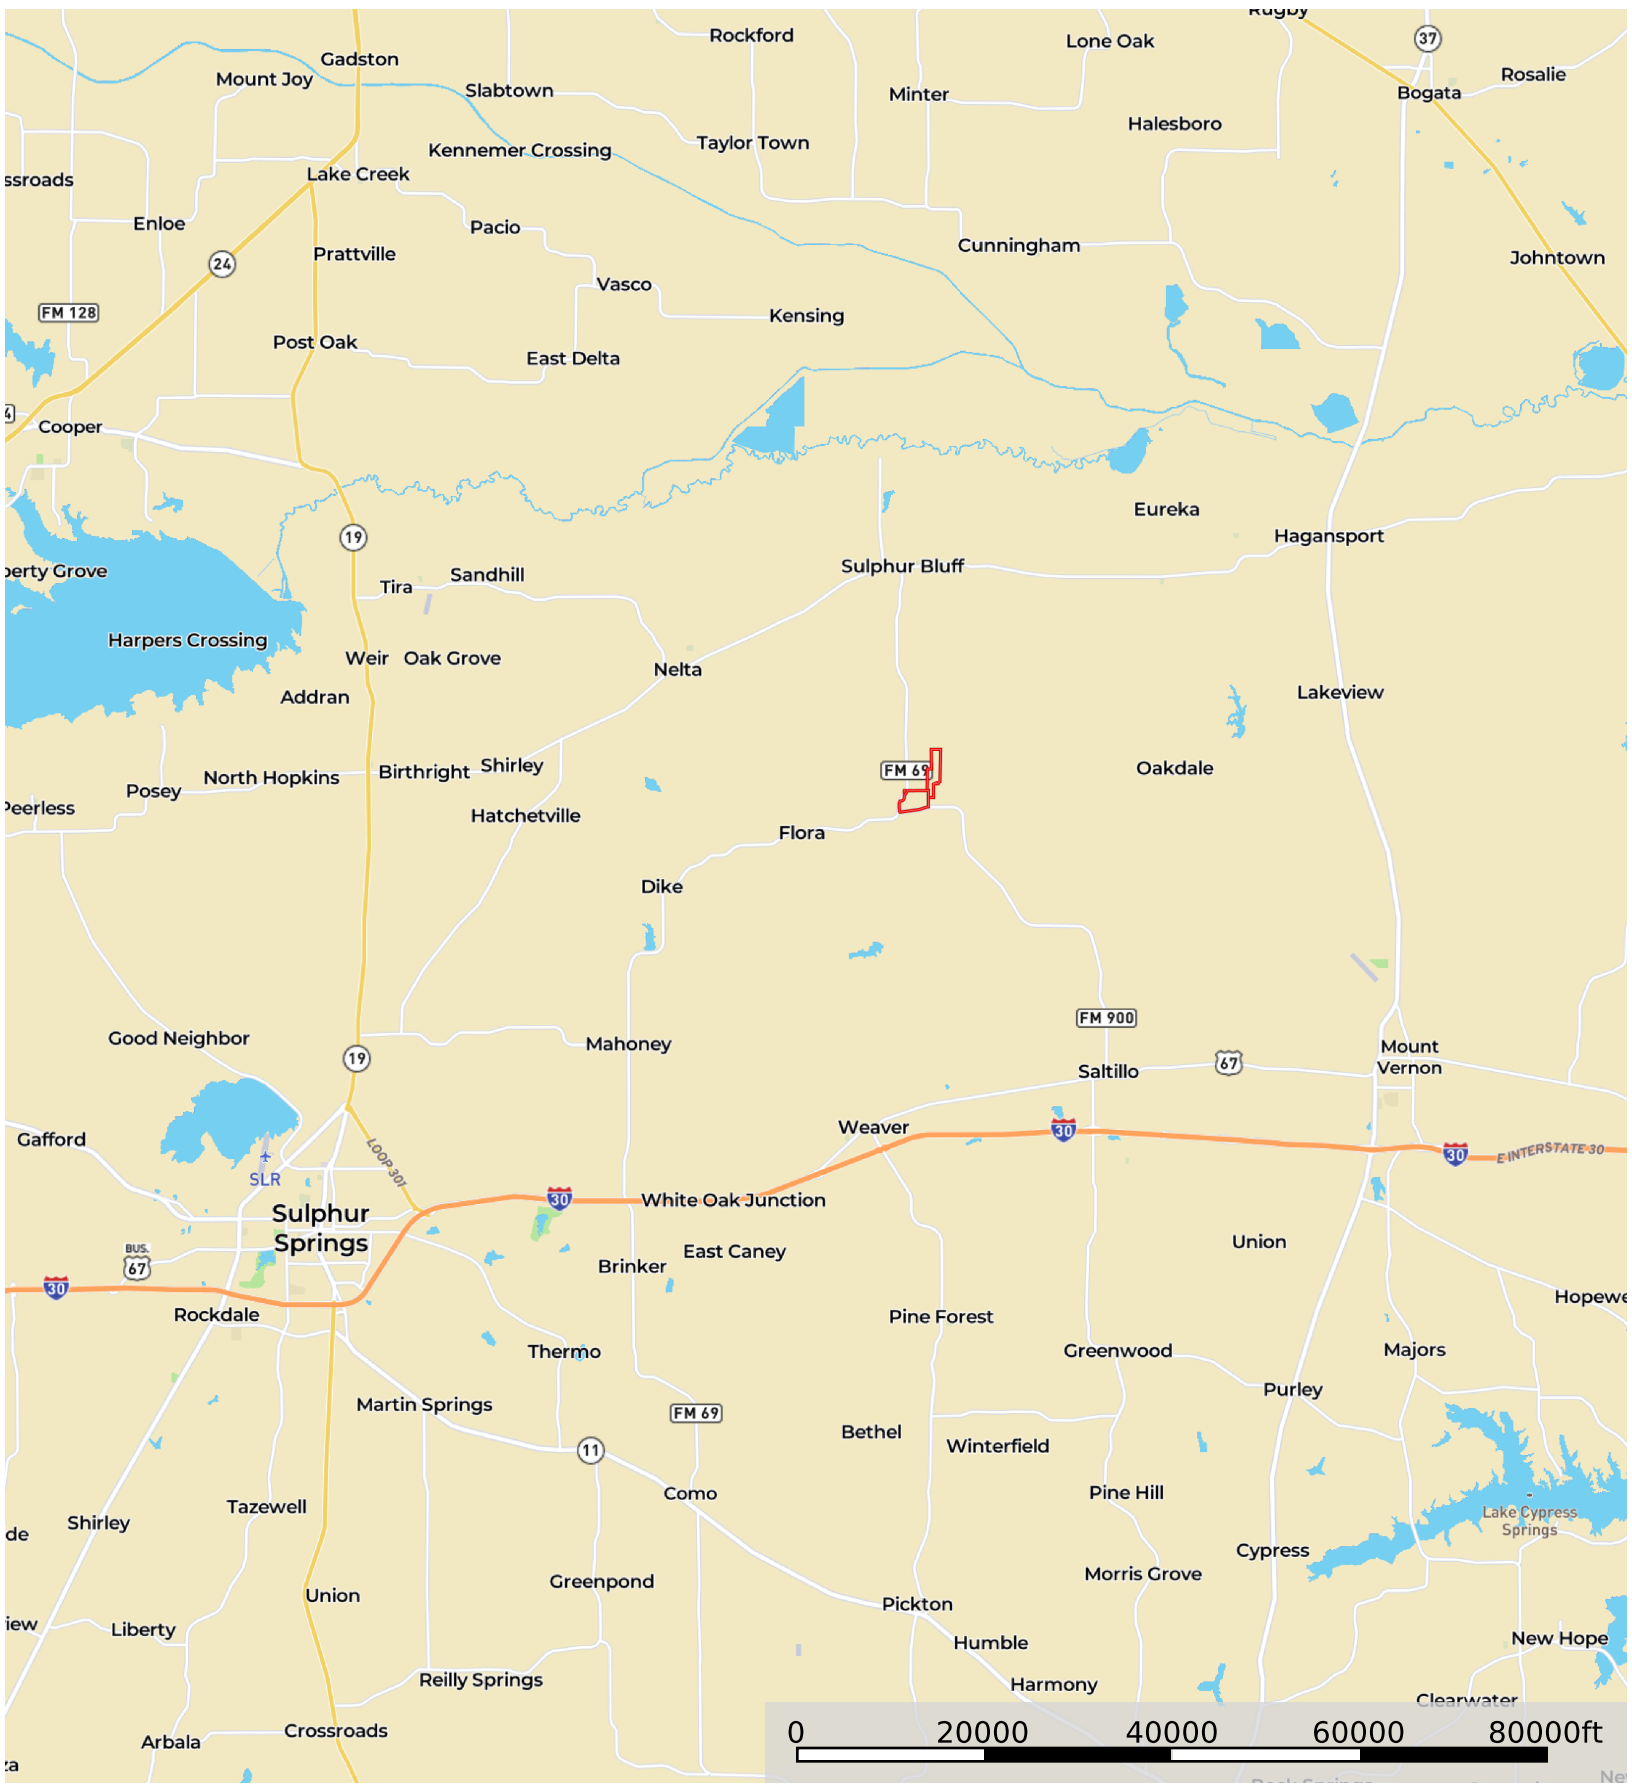 Rugby
Rockford
Lone Oak
37
Gadston
Mount Joy
Rosalie
Slabtown
Minter
Bogata
Halesboro
Taylor Town
Kennemer Crossing
Lake Creek
ssroads
Enloe
Pacio
Cunningham
Prattville
24
Johntown
Vasco
FM 128
Kensing
Post Oak
East Delta
4
Cooper
Eureka
19
Hagansport
Sulphur Bluff
perty Grove
Tira
Sandhill
Harpers Crossing
Weir
Oak Grove
Nelta
Addran
Lakeview
North Hopkins
Birthright
Shirley
FM 69
Oakdale
Posey
Peerless
Hatchetville
Flora
Dike
FM 900
Good Neighbor
Mahoney
19
Mount
Vernon
67
Saltillo
Gafford
Weaver
30
30
E INTERSTATE 30
LOOP 301
SLR
30
White Oak Junction
Sulphur
Springs
BUS.
67
East Caney
Union
Brinker
30
Rockdale
Hopewe
Pine Forest
Thermo
Greenwood
Majors
Purley
Martin Springs
FM 69
Bethel
Winterfield
11
Como
Pine Hill
Tazewell
Lake Cypress
Springs
Shirley
de
Cypress
Morris Grove
Greenpond
Union
Pickton
iew
Liberty
Humble
New Hope
Reilly Springs
Harmony
Clearwater
Crossroads
Arbala
0 20000 40000 60000 80000ft
za